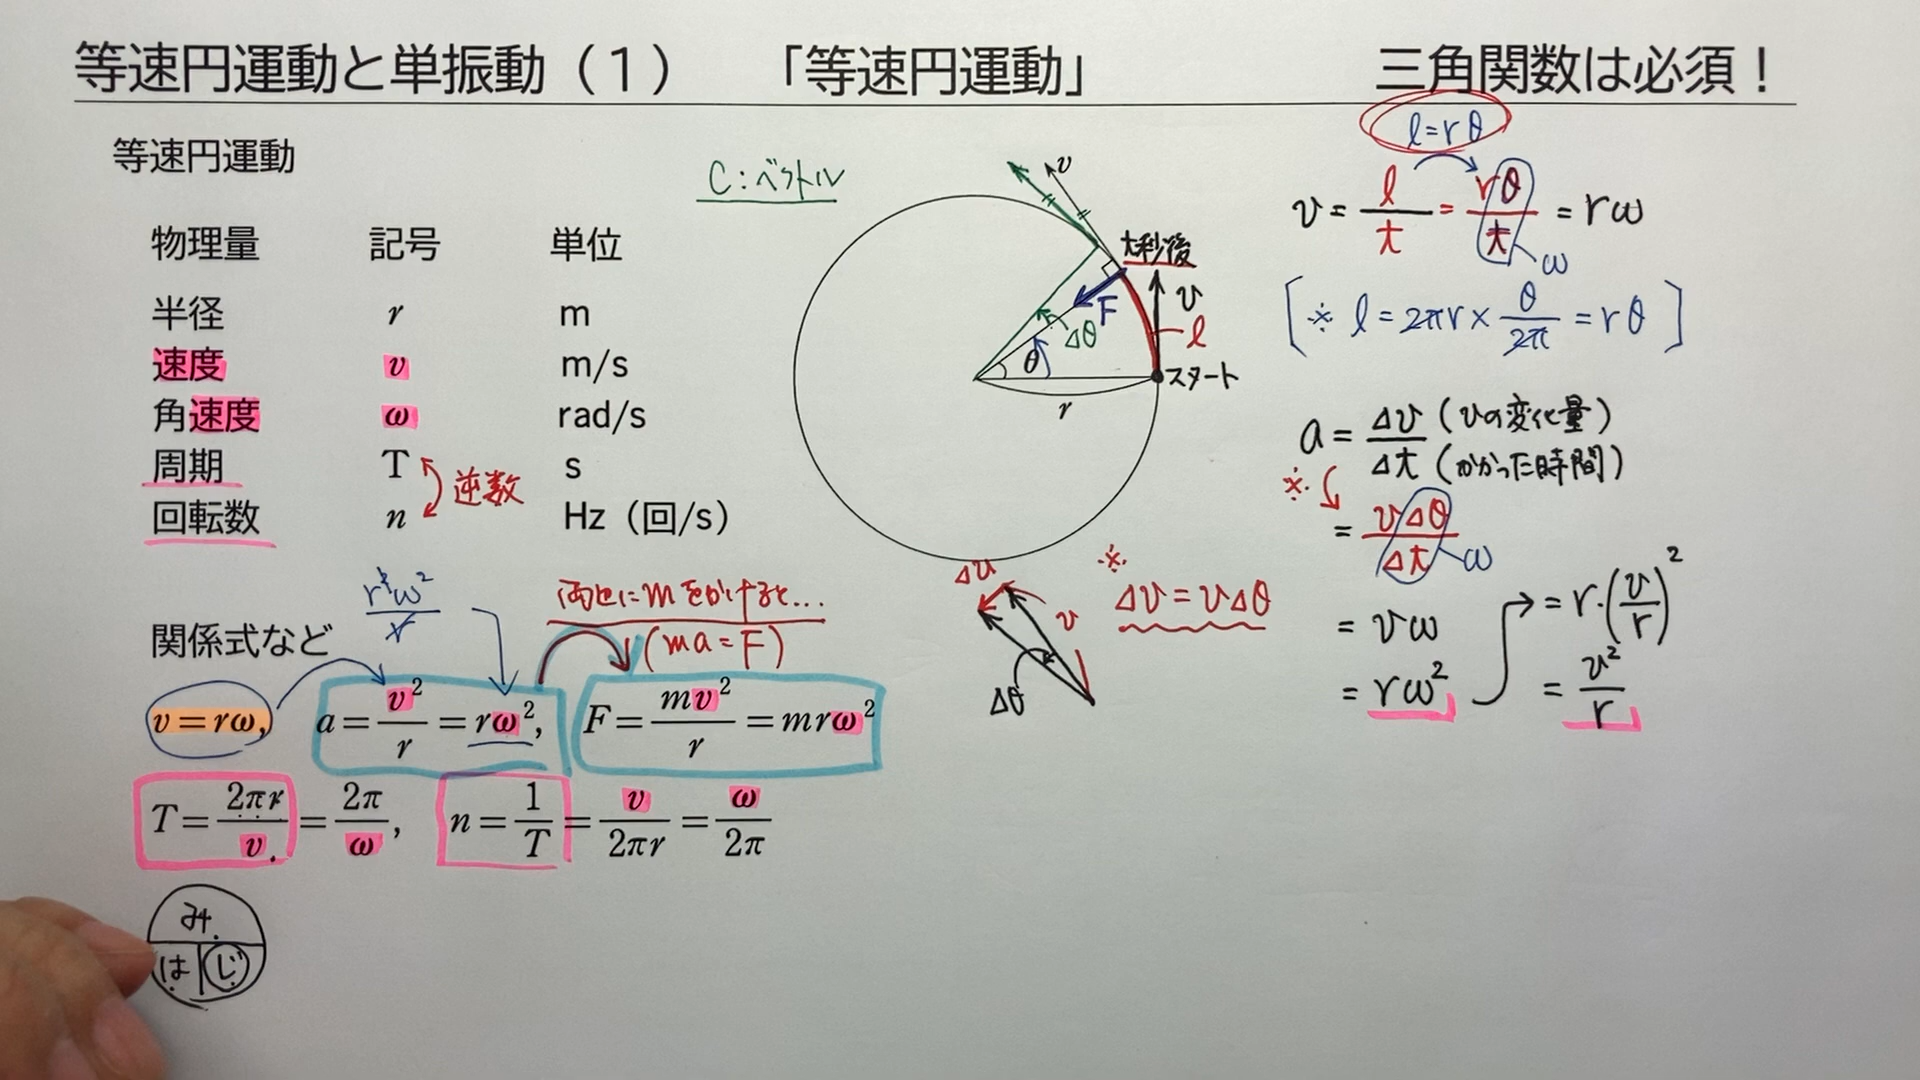 等速円運動と単振動（１）　「等速円運動」　三角関数は必須！
等速円運動
物理量　記号　単位
半径　r　m
速度　v　m/s
角速度　ω　rad/s
周期　T　s
逆数
回転数　n　Hz（回/s）
C:ベクトル
v
t秒後
F
v
Δθ
l
θ
スタート
r
l=rθ
v = l/t = rθ/t = rω
ω
[※ l = 2πr × θ/2π = rθ]
a = Δv/Δt (vの変化量) (かかった時間)
※
= vΔθ/Δt
ω
= vω
= rω²
= r·(v/r)²
= v²/r
Δv
※
v
Δv = vΔθ
Δθ
関係式など
r²ω²/r
両辺にmをかけると...
(ma=F)
v=rω, a=v²/r=rω², F=mv²/r=mrω²
T=2πr/v=2π/ω, n=1/T=v/2πr=ω/2π
み
は じ